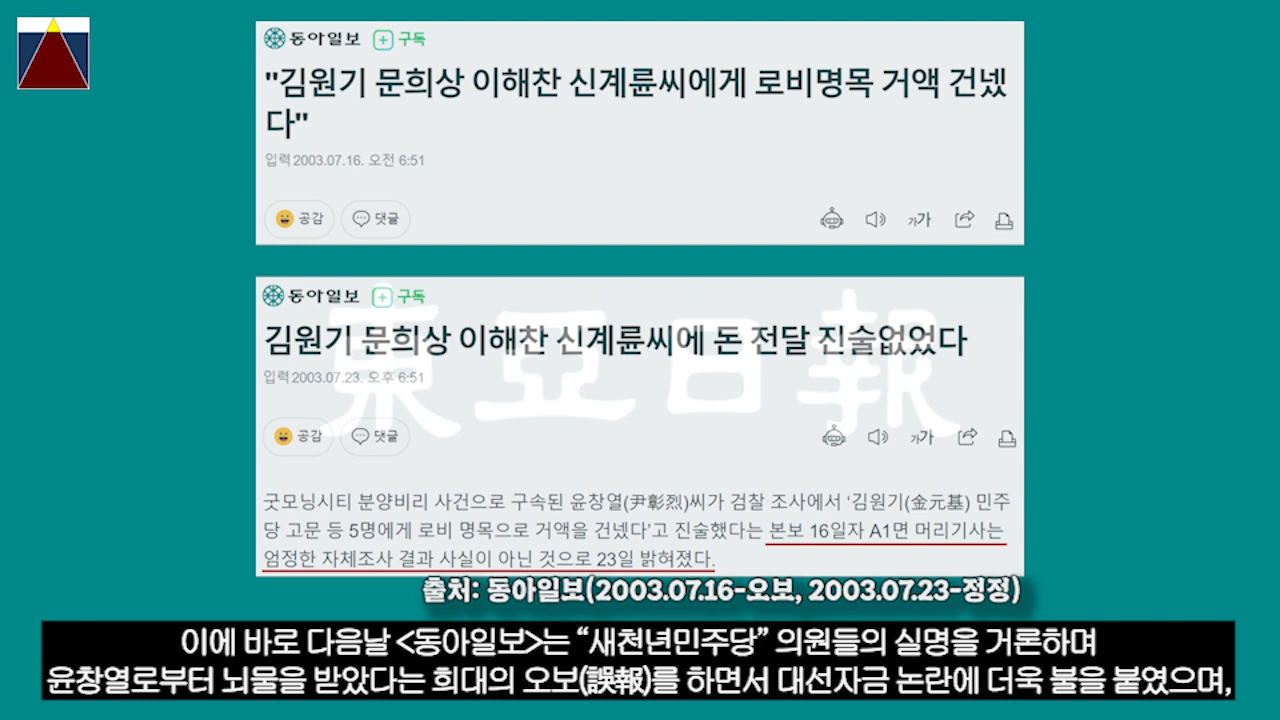 동아일보 구독
"김원기 문희상 이해찬 신계륜씨에게 로비명목 거액 건넸
다"
입력 2003.07.16. 오전 6:51
공감 댓글 가가
동아일보 구독
김원기 문희상 이해찬 신계륜씨에 돈 전달 진술없었다
입력 2003.07.23. 오후 6:51
東亞日報
공감 댓글 가가
굿모닝시티 분양비리 사건으로 구속된 윤창열(尹彰烈)씨가 검찰 조사에서 ‘김원기(金元基) 민주
당 고문 등 5명에게 로비 명목으로 거액을 건넸다’고 진술했다는 본보 16일자 A1면 머리기사는
엄정한 자체조사 결과 사실이 아닌 것으로 23일 밝혀졌다.
출처: 동아일보(2003.07.16-오보, 2003.07.23-정정)
이에 바로 다음날 <동아일보>는 “새천년민주당” 의원들의 실명을 거론하며
윤창열로부터 뇌물을 받았다는 희대의 오보(誤報)를 하면서 대선자금 논란에 더욱 불을 붙였으며,